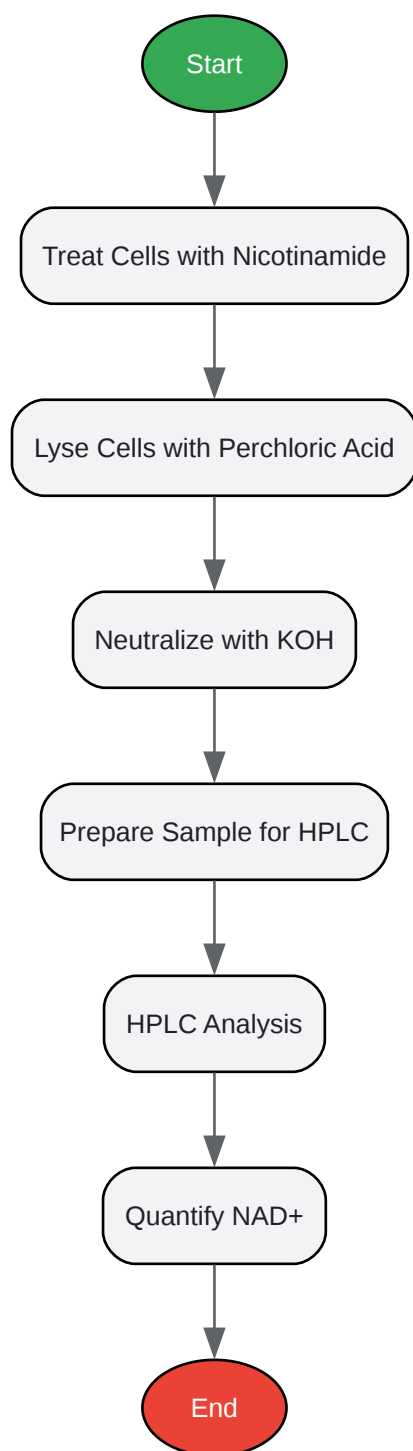 Start
Treat Cells with Nicotinamide
Lyse Cells with Perchloric Acid
Neutralize with KOH
Prepare Sample for HPLC
HPLC Analysis
Quantify NAD+
End